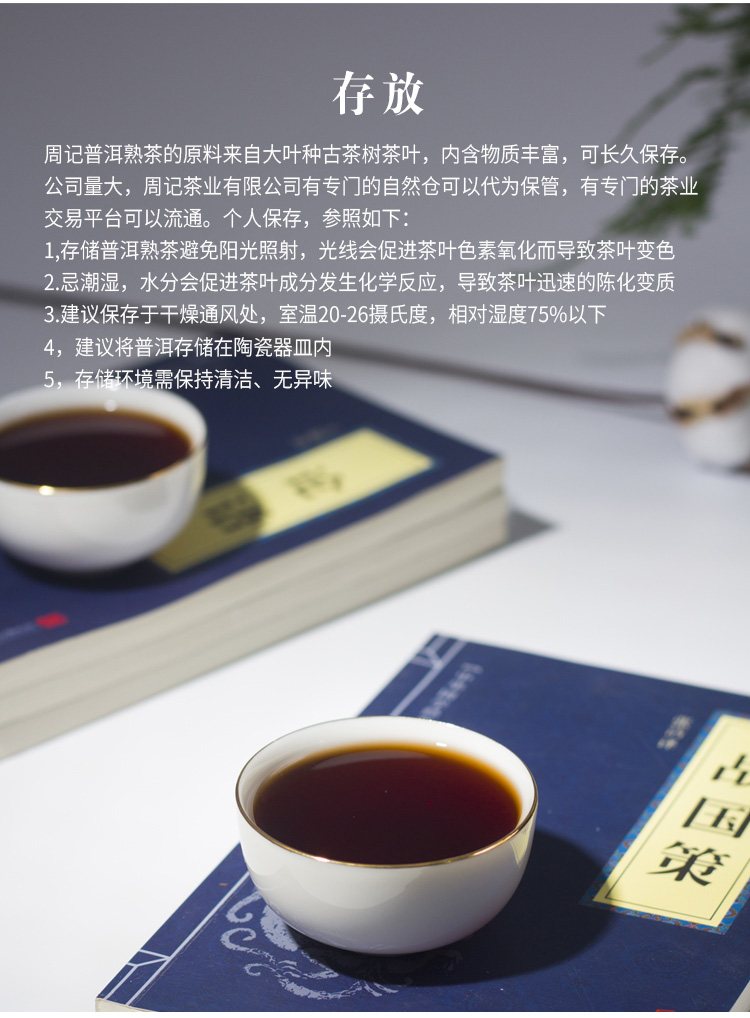 存放
周记普洱熟茶的原料来自大叶种古茶树茶叶，内含物质丰富，可长久保存。
公司量大，周记茶业有限公司有专门的自然仓可以代为保管，有专门的茶业
交易平台可以流通。个人保存，参照如下：
1,存储普洱熟茶避免阳光照射，光线会促进茶叶色素氧化而导致茶叶变色
2.忌潮湿，水分会促进茶叶成分发生化学反应，导致茶叶迅速的陈化变质
3.建议保存于干燥通风处，室温20-26摄氏度，相对湿度75%以下
4，建议将普洱存储在陶瓷器皿内
5，存储环境需保持清洁、无异味
国策